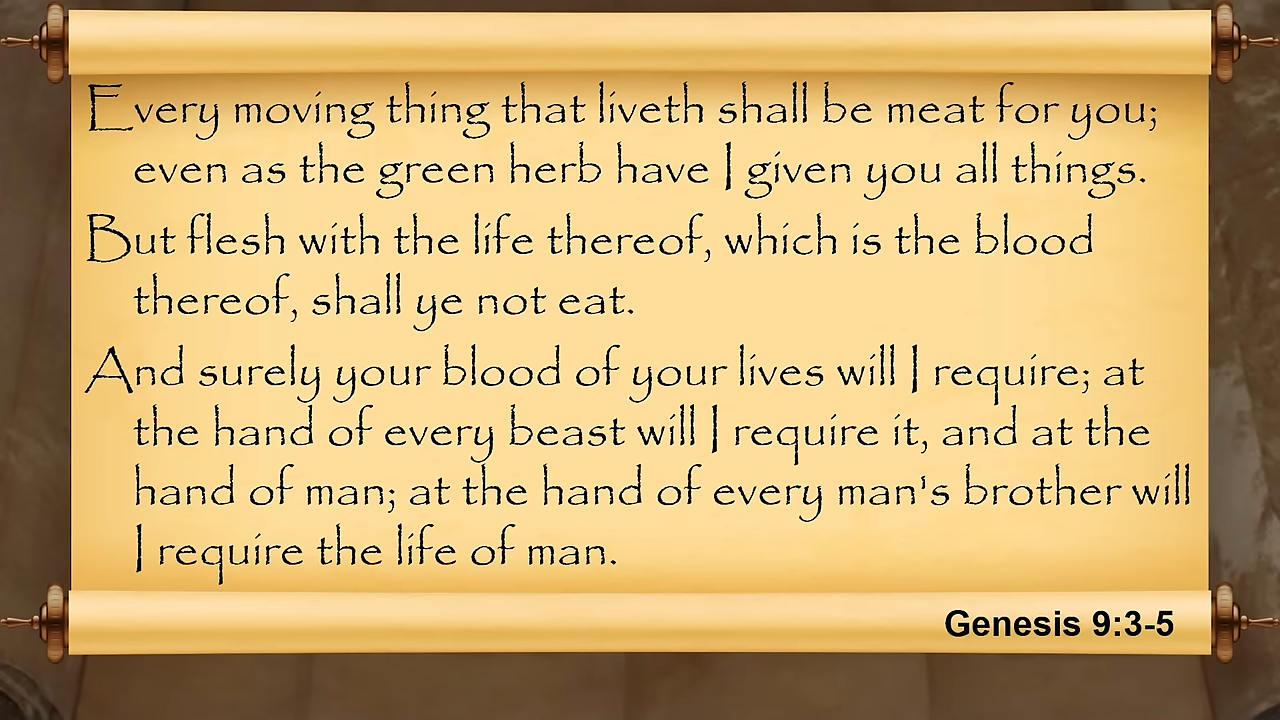 Every moving thing that liveth shall be meat for you;
even as the green herb have I given you all things.
But flesh with the life thereof, which is the blood
thereof, shall ye not eat.
And surely your blood of your lives will I require; at
the hand of every beast will I require it, and at the
hand of man; at the hand of every man's brother will
I require the life of man.
Genesis 9:3-5